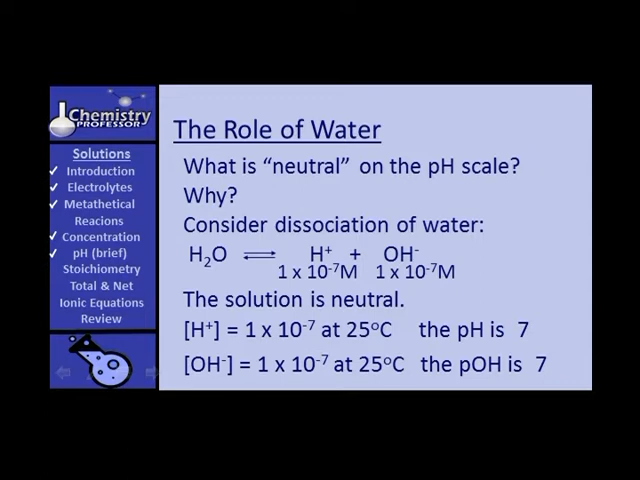 Chemistry
PROFESSOR
Solutions
✓ Introduction
✓ Electrolytes
✓ Metathetical
Reacions
✓ Concentration
✓ pH (brief)
Stoichiometry
Total & Net
Ionic Equations
Review
The Role of Water
What is “neutral” on the pH scale?
Why?
Consider dissociation of water:
H₂O ⇌ H⁺ + OH⁻
1 x 10⁻⁷M 1 x 10⁻⁷M
The solution is neutral.
[H⁺] = 1 x 10⁻⁷ at 25°C the pH is 7
[OH⁻] = 1 x 10⁻⁷ at 25°C the pOH is 7